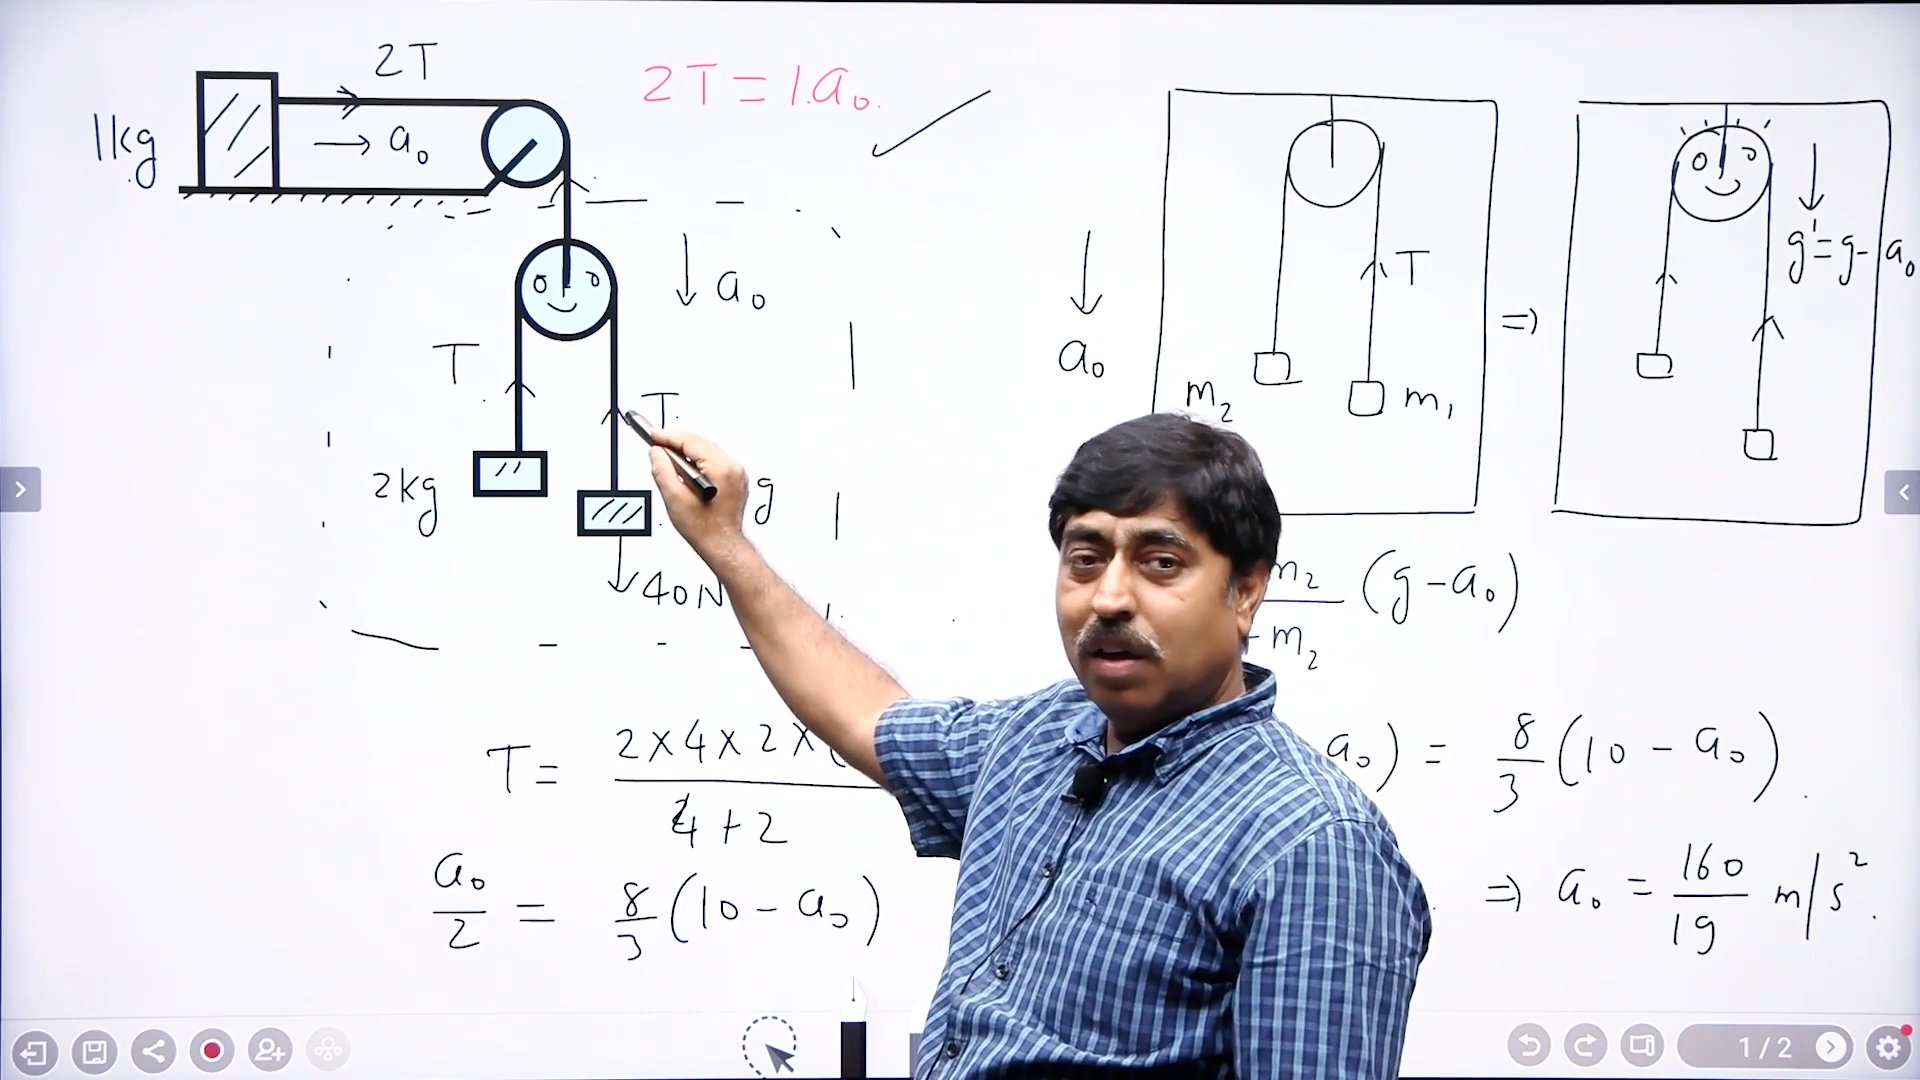 2T
2T = 1.a₀.
1kg
a₀
a₀
T
T
2kg
g
40N
a₀
T
m₂
m₁
⇒
g' = g - a₀
m₂
(g - a₀)
m₂
T = 2×4×2×(
4+2
a₀) = 8/3 (10 - a₀)
a₀/2 = 8/3 (10 - a₀)
⇒ a₀ = 160/19 m/s².
1 / 2